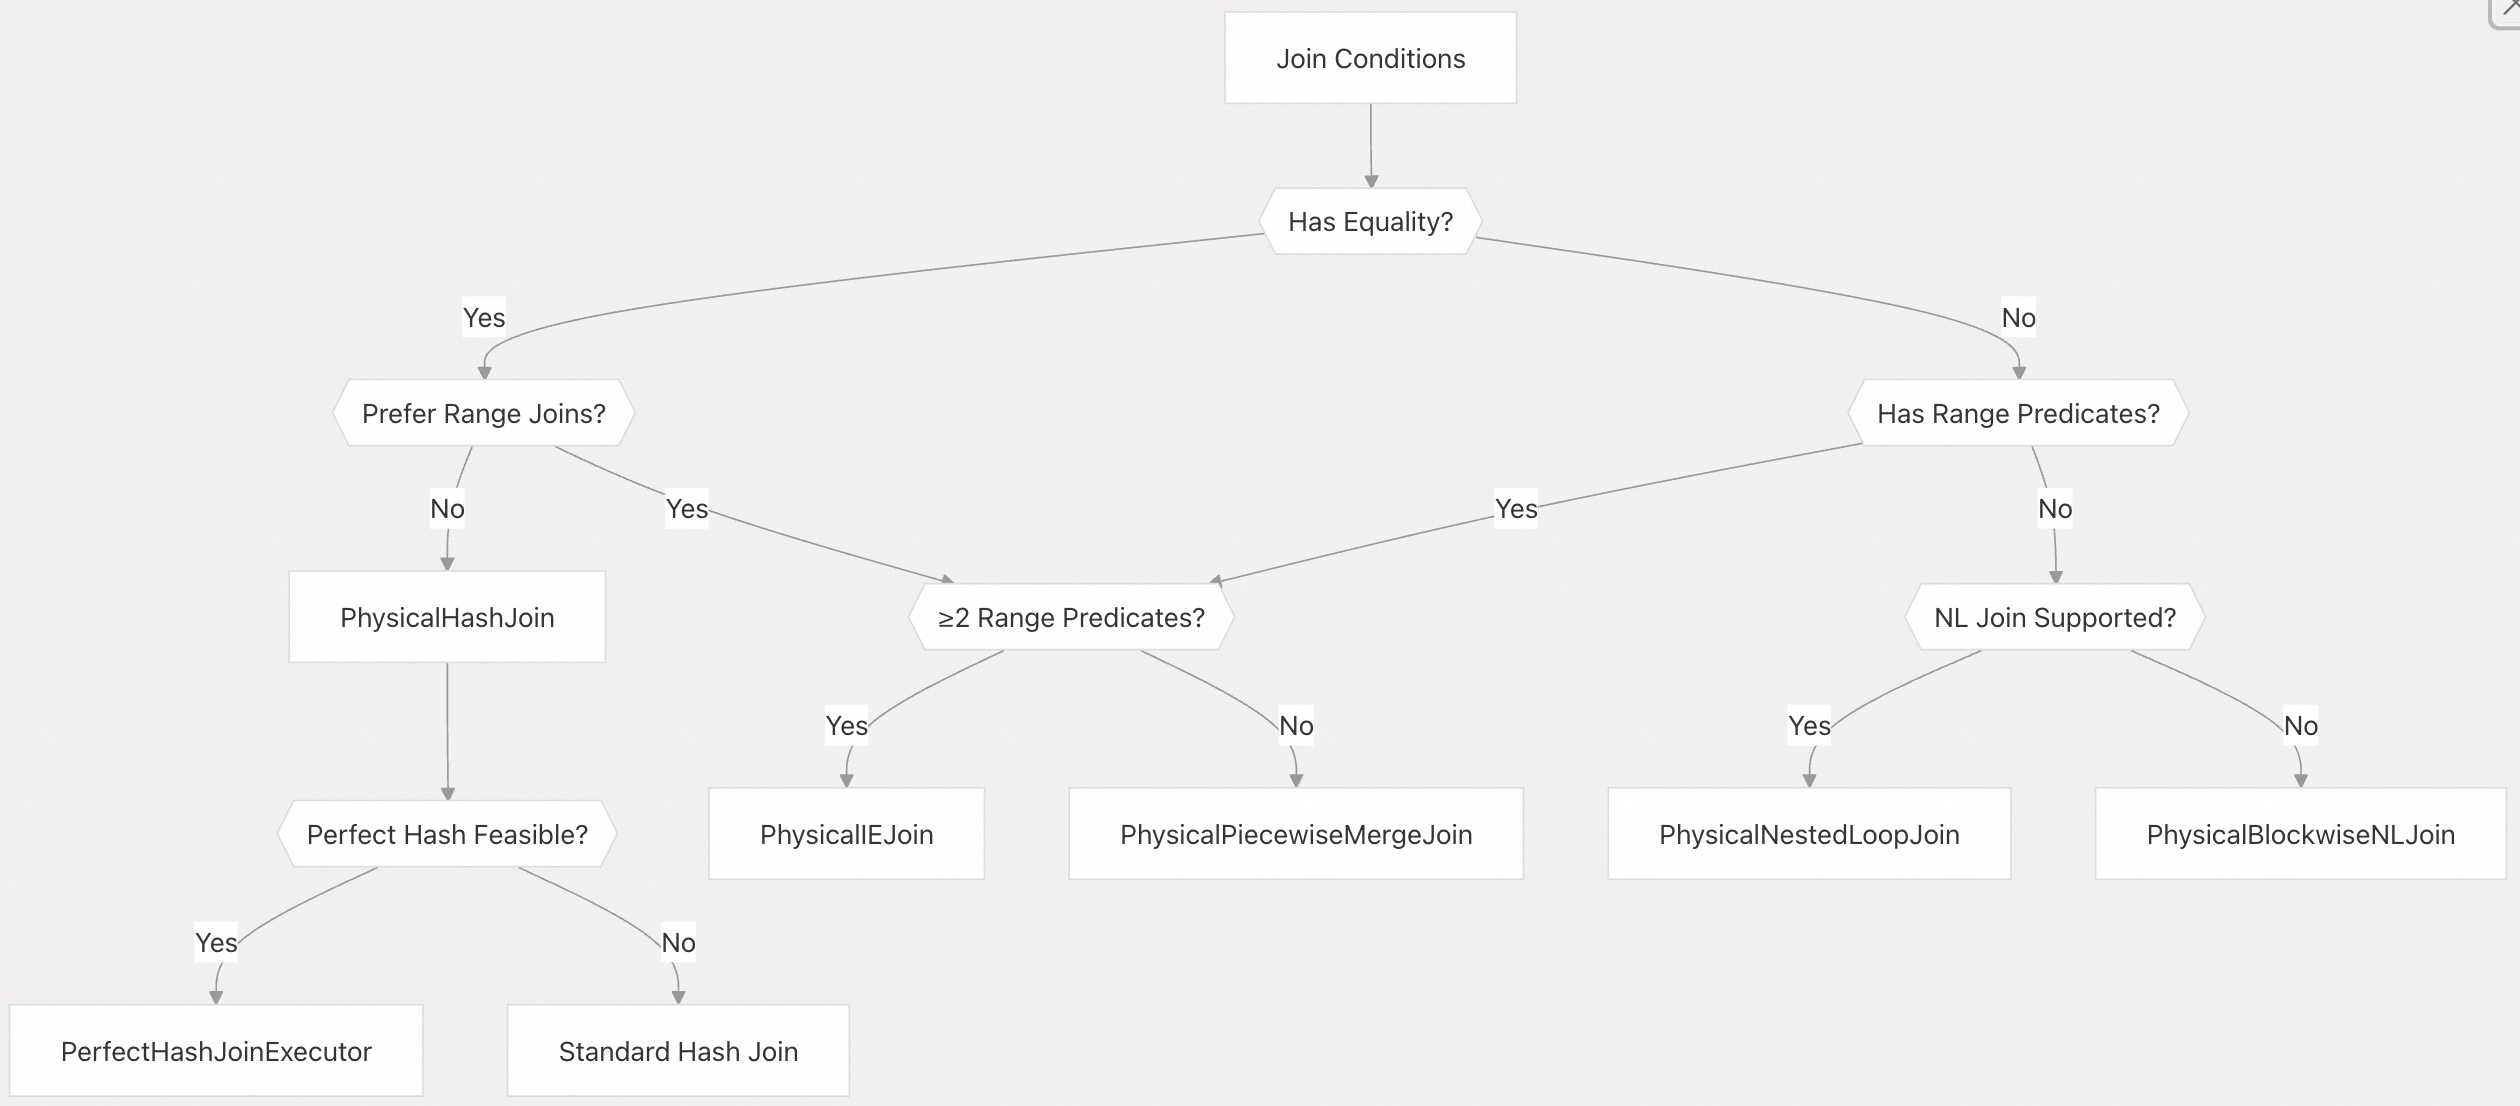 Join Conditions
Has Equality?
Yes
No
Prefer Range Joins?
Has Range Predicates?
No
Yes
Yes
No
PhysicalHashJoin
≥2 Range Predicates?
NL Join Supported?
Yes
No
Yes
No
Perfect Hash Feasible?
PhysicalIEJoin
PhysicalPiecewiseMergeJoin
PhysicalNestedLoopJoin
PhysicalBlockwiseNLJoin
Yes
No
PerfectHashJoinExecutor
Standard Hash Join